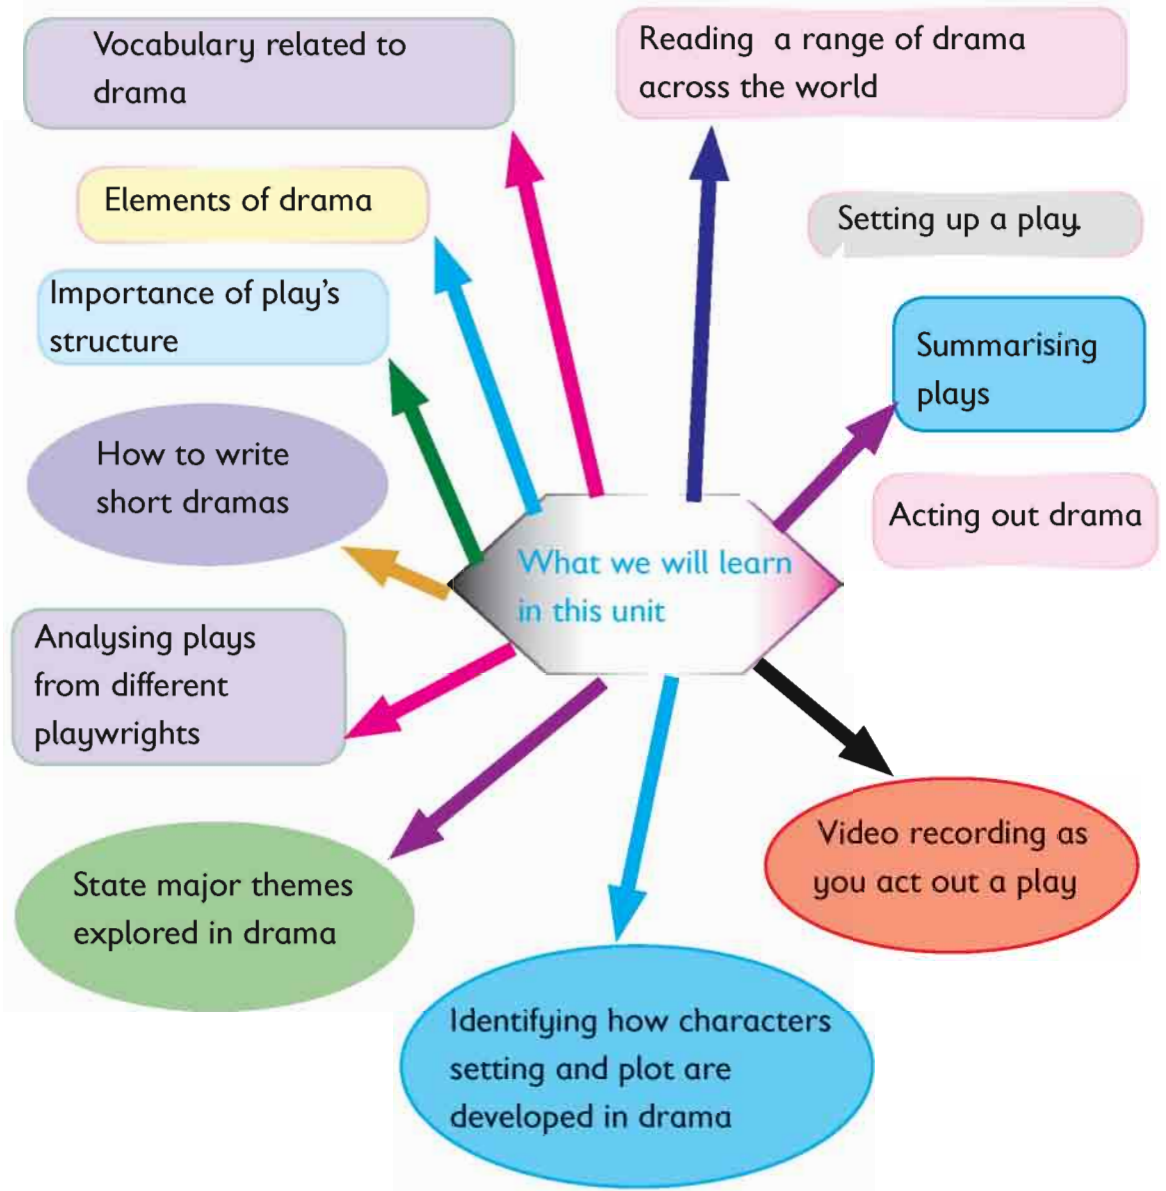 Vocabulary related to
drama
Reading a range of drama
across the world
Elements of drama
Setting up a play.
Importance of play's
structure
Summarising
plays
How to write
short dramas
Acting out drama
What we will learn
in this unit
Analysing plays
from different
playwrights
Video recording as
you act out a play
State major themes
explored in drama
Identifying how characters
setting and plot are
developed in drama